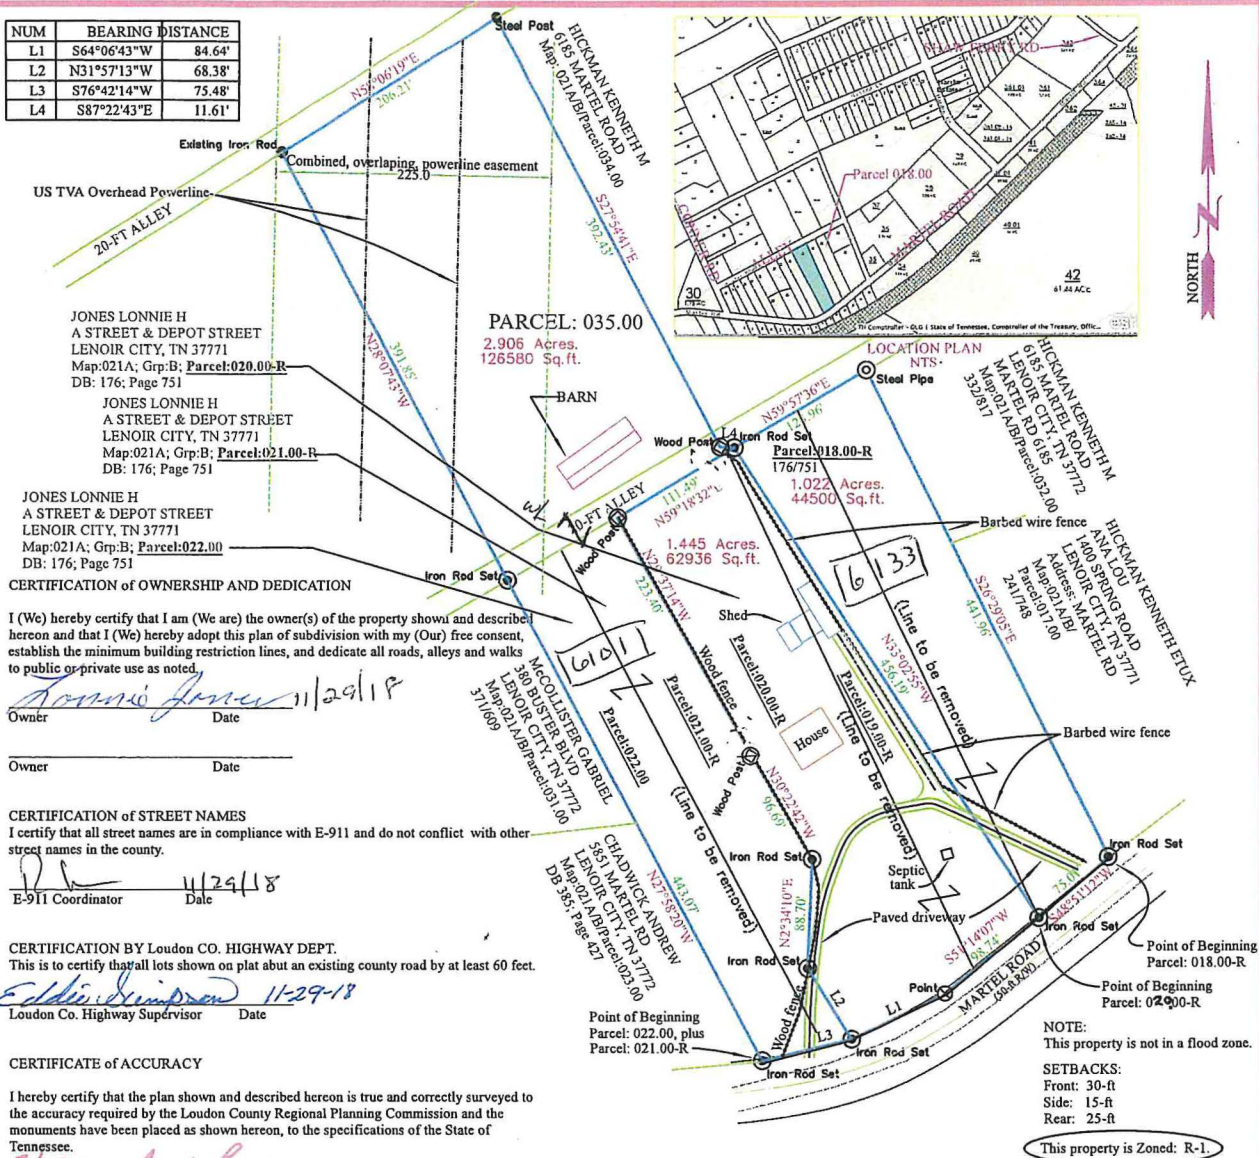 NUM BEARING DISTANCE
L1 S64°06'43"W 84.64'
L2 N31°57'13"W 68.38'
L3 S76°42'14"W 75.48'
L4 S87°22'43"E 11.61'
Steel Post
206.21'
Existing Iron Rod
Combined, overlaping, powerline easement
225.0
US TVA Overhead Powerline
20-FT ALLEY
HICKMAN KENNETH M
6185 MARTEL ROAD
Map:021A/B/Parcel:034.00
S27°54'41"E
392.43'
SHAW FERRY RD
Parcel 018.00
MARTEL ROAD
ALLEY
30
42
61.44 AC
TN Comptroller - OLG | State of Tennessee, Comptroller of the Treasury, Offic...
LOCATION PLAN
NTS
NORTH
JONES LONNIE H
A STREET & DEPOT STREET
LENOIR CITY, TN 37771
Map:021A; Grp:B; Parcel:020.00-R
DB: 176; Page 751
JONES LONNIE H
A STREET & DEPOT STREET
LENOIR CITY, TN 37771
Map:021A; Grp:B; Parcel:021.00-R
DB: 176; Page 751
JONES LONNIE H
A STREET & DEPOT STREET
LENOIR CITY, TN 37771
Map:021A; Grp:B; Parcel:022.00
DB: 176; Page 751
N28°07'43"W
391.85'
PARCEL: 035.00
2.906 Acres.
126580 Sq.ft.
BARN
Steel Pipe
N59°57'36"E
Wood Post
L4
Iron Rod Set
Parcel:018.00-R
176/751
1.022 Acres.
44500 Sq.ft.
HICKMAN KENNETH M
6185 MARTEL ROAD
LENOIR CITY, TN 37772
MARTEL RD 6185
Map:021A/B/Parcel:032.00
332/817
111.49'
N59°18'32"E
20-FT ALLEY
Wood Post
1.445 Acres.
62936 Sq.ft.
Barbed wire fence
6133
HICKMAN KENNETH ETUX
ANA LOU
1400 SPRING ROAD
LENOIR CITY, TN 37771
Address: MARTEL RD
Map:021A/B/
Parcel:017.00
241/748
S26°29'05"E
441.96'
Iron Rod Set
223.40'
Wood fence
Shed
6101
Parcel:020.00-R
Parcel:021.00-R
Parcel:022.00
Parcel:019.00-R
N33°02'55"W
456.19'
(Line to be removed)
(Line to be removed)
(Line to be removed)
House
Barbed wire fence
McCOLLISTER GABRIEL
380 BUSTER BLVD
LENOIR CITY, TN 37772
Map:021A/B/Parcel:031.00
371/609
Wood Post
N30°22'42"W
96.69'
Iron Rod Set
CHADWICK ANDREW
5851 MARTEL RD
LENOIR CITY, TN 37772
Map:021A/B/Parcel:023.00
DB 385; Page 427
N27°58'20"W
443.07'
N2°34'10"E
88.70'
Septic
tank
Paved driveway
Iron Rod Set
S48°51'12"W
Iron Rod Set
S51°14'07"W
98.74'
Iron Rod Set
L2
Point
L1
MARTEL ROAD
(50-ft R/W)
Wood fence
L3
Iron Rod Set
Iron Rod Set
Point of Beginning
Parcel: 018.00-R
Point of Beginning
Parcel: 02000-R
Point of Beginning
Parcel: 022.00, plus
Parcel: 021.00-R
CERTIFICATION of OWNERSHIP AND DEDICATION
I (We) hereby certify that I am (We are) the owner(s) of the property shown and described
hereon and that I (We) hereby adopt this plan of subdivision with my (Our) free consent,
establish the minimum building restriction lines, and dedicate all roads, alleys and walks
to public or private use as noted.
Lonnie Jones 11/29/18
Owner Date
Owner Date
CERTIFICATION of STREET NAMES
I certify that all street names are in compliance with E-911 and do not conflict with other
street names in the county.
11/29/18
E-911 Coordinator Date
CERTIFICATION BY Loudon CO. HIGHWAY DEPT.
This is to certify that all lots shown on plat abut an existing county road by at least 60 feet.
Eddie Simpson 11-29-18
Loudon Co. Highway Supervisor Date
CERTIFICATE of ACCURACY
I hereby certify that the plan shown and described hereon is true and correctly surveyed to
the accuracy required by the Loudon County Regional Planning Commission and the
monuments have been placed as shown hereon, to the specifications of the State of
Tennessee.
NOTE:
This property is not in a flood zone.
SETBACKS:
Front: 30-ft
Side: 15-ft
Rear: 25-ft
This property is Zoned: R-1.